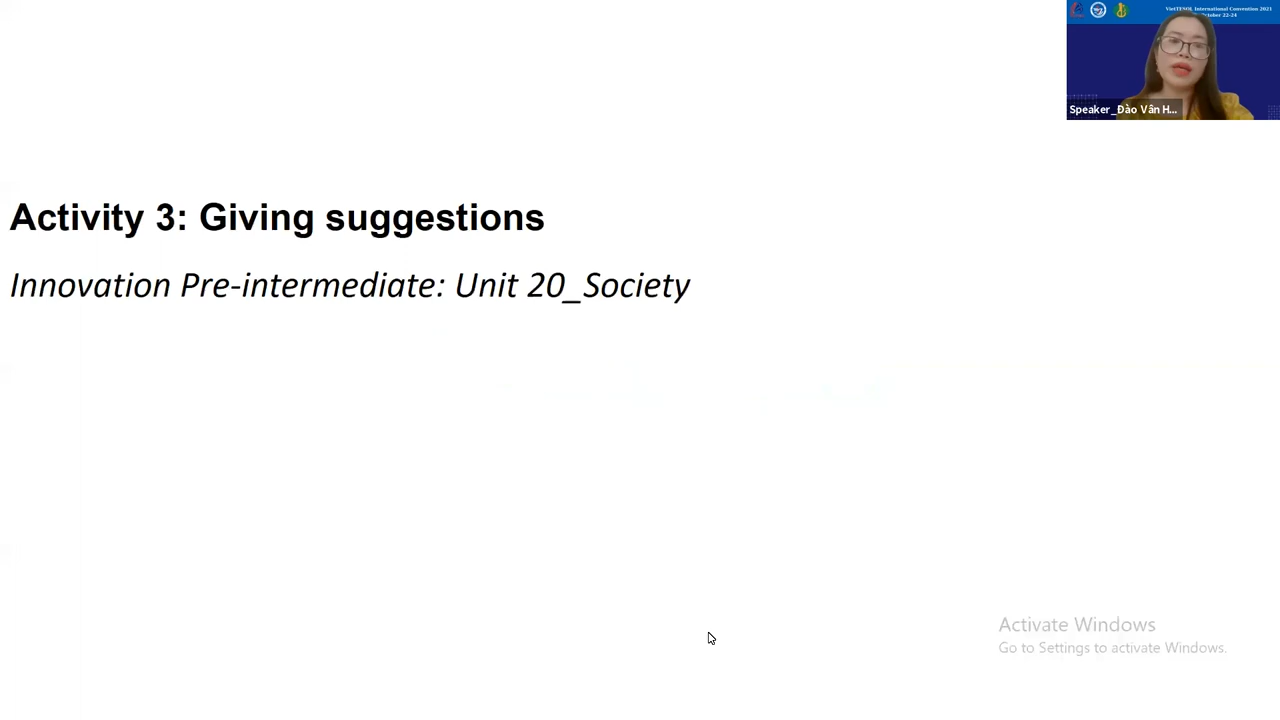 VietTESOL International Convention 2021
October 22-24
Speaker_Đào Vân H...
Activity 3: Giving suggestions
Innovation Pre-intermediate: Unit 20_Society
Activate Windows
Go to Settings to activate Windows.